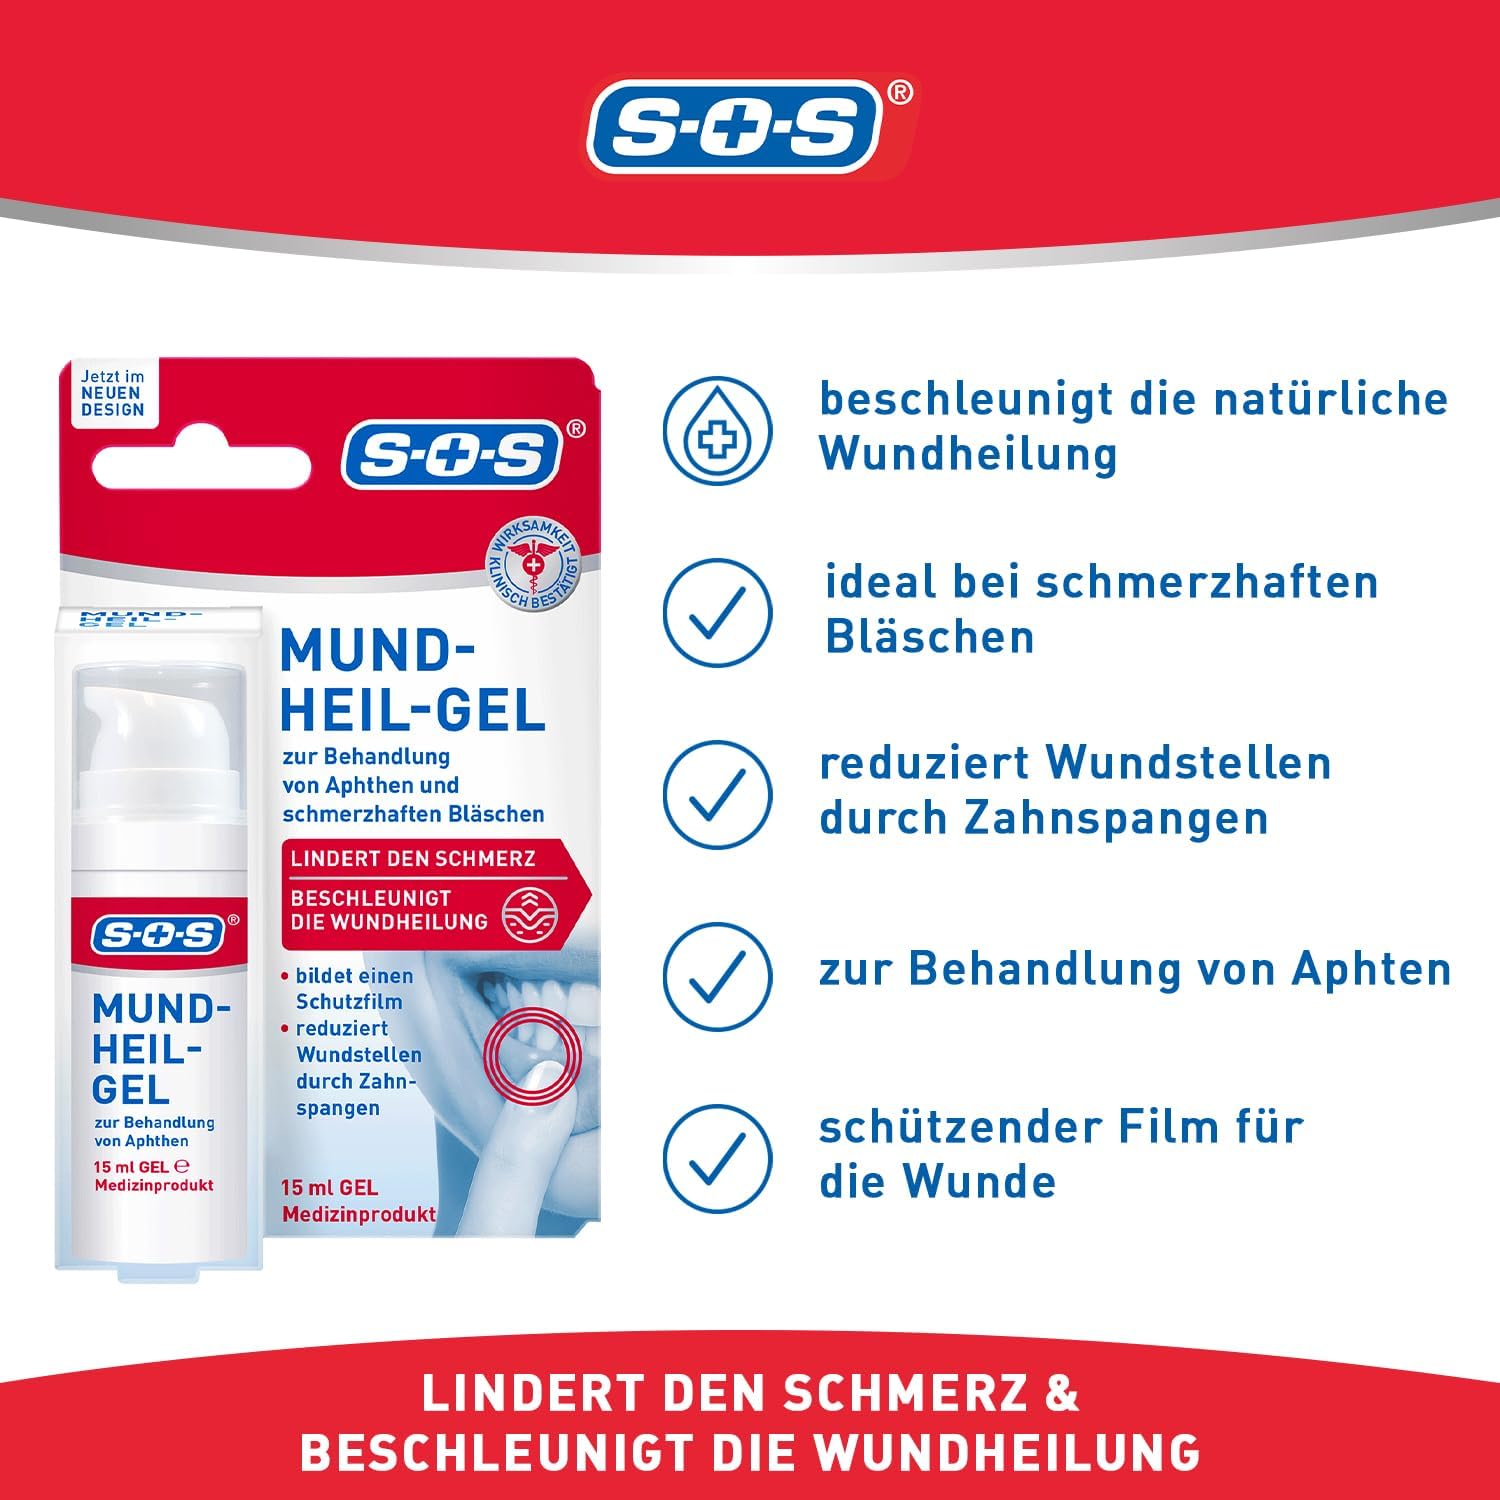 S-O-S®
Jetzt im
NEUEN
DESIGN
S-O-S®
WIRKSAMKEIT
KLINISCH BESTÄTIGT
MUND-
HEIL-GEL
zur Behandlung
von Aphthen und
schmerzhaften Bläschen
LINDERT DEN SCHMERZ
BESCHLEUNIGT
DIE WUNDHEILUNG
• bildet einen
Schutzfilm
• reduziert
Wundstellen
durch Zahn-
spangen
15 ml GEL
Medizinprodukt
MUND-
HEIL-
GEL
S-O-S®
MUND-
HEIL-
GEL
zur Behandlung
von Aphthen
15 ml GEL ℮
Medizinprodukt
beschleunigt die natürliche
Wundheilung
ideal bei schmerzhaften
Bläschen
reduziert Wundstellen
durch Zahnspangen
zur Behandlung von Aphten
schützender Film für
die Wunde
LINDERT DEN SCHMERZ &
BESCHLEUNIGT DIE WUNDHEILUNG